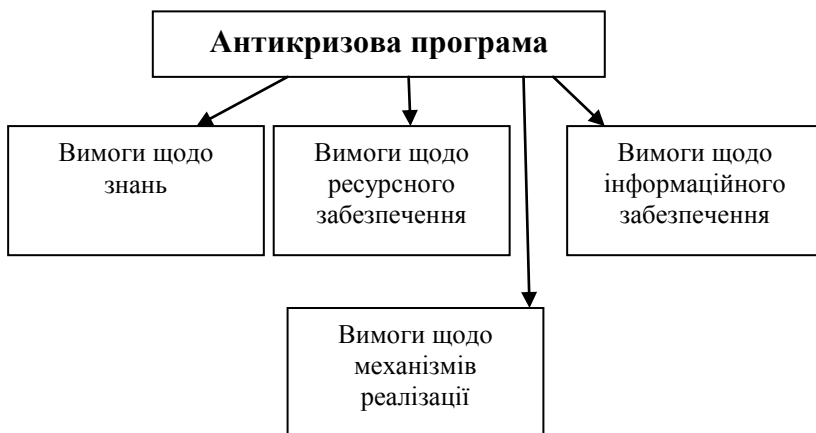 Антикризова програма
Вимоги щодо
знань
Вимоги щодо
ресурсного
забезпечення
Вимоги щодо
інформаційного
забезпечення
Вимоги щодо
механізмів
реалізації